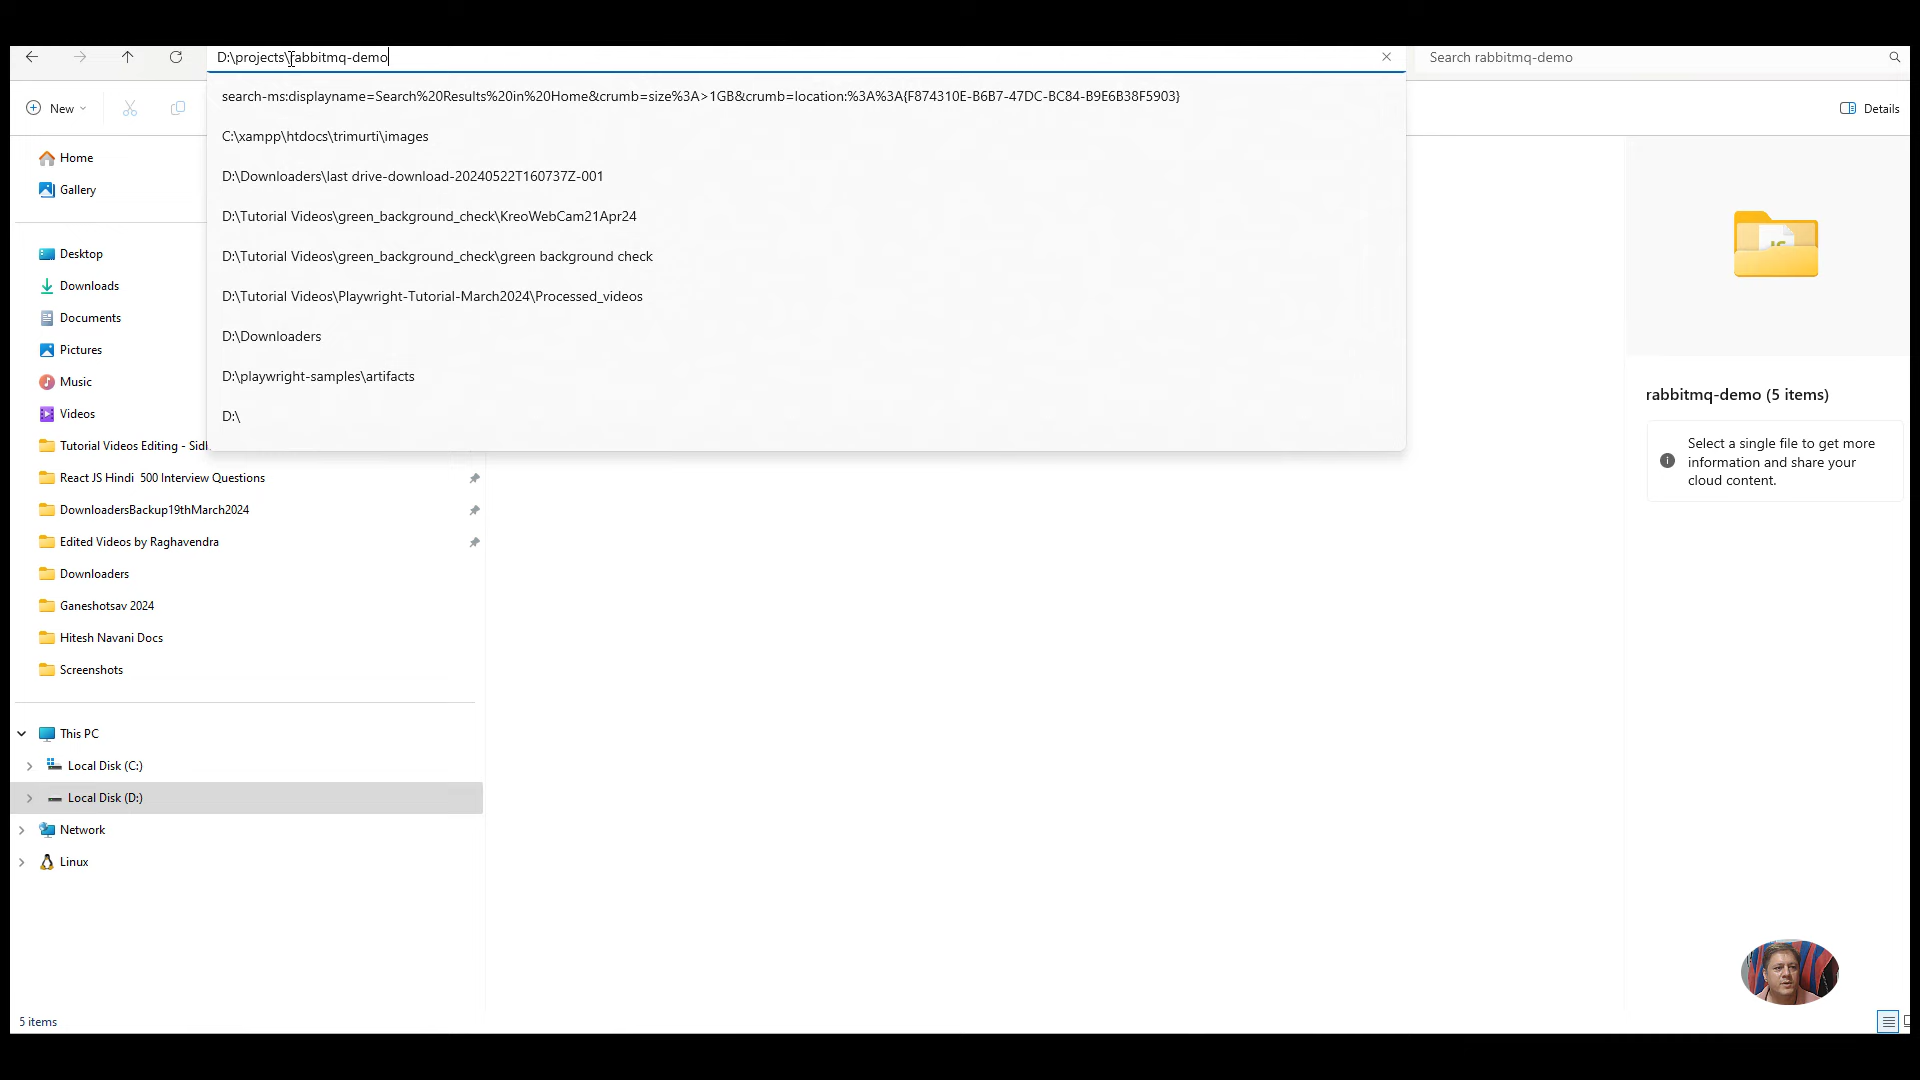 D:\projects\rabbitmq-demo
Search rabbitmq-demo
search-ms:displayname=Search%20Results%20in%20Home&crumb=size%3A>1GB&crumb=location:%3A%3A{F874310E-B6B7-47DC-BC84-B9E6B38F5903}
New
Details
C:\xampp\htdocs\trimurti\images
Home
D:\Downloaders\last drive-download-20240522T160737Z-001
Gallery
D:\Tutorial Videos\green_background_check\KreoWebCam21Apr24
D:\Tutorial Videos\green_background_check\green background check
Desktop
Downloads
D:\Tutorial Videos\Playwright-Tutorial-March2024\Processed_videos
Documents
D:\Downloaders
Pictures
D:\playwright-samples\artifacts
Music
D:\
Videos
Tutorial Videos Editing - Sidh
React JS Hindi 500 Interview Questions
DownloadersBackup19thMarch2024
Edited Videos by Raghavendra
Downloaders
Ganeshotsav 2024
Hitesh Navani Docs
Screenshots
This PC
Local Disk (C:)
Local Disk (D:)
Network
Linux
rabbitmq-demo (5 items)
Select a single file to get more
information and share your
cloud content.
5 items